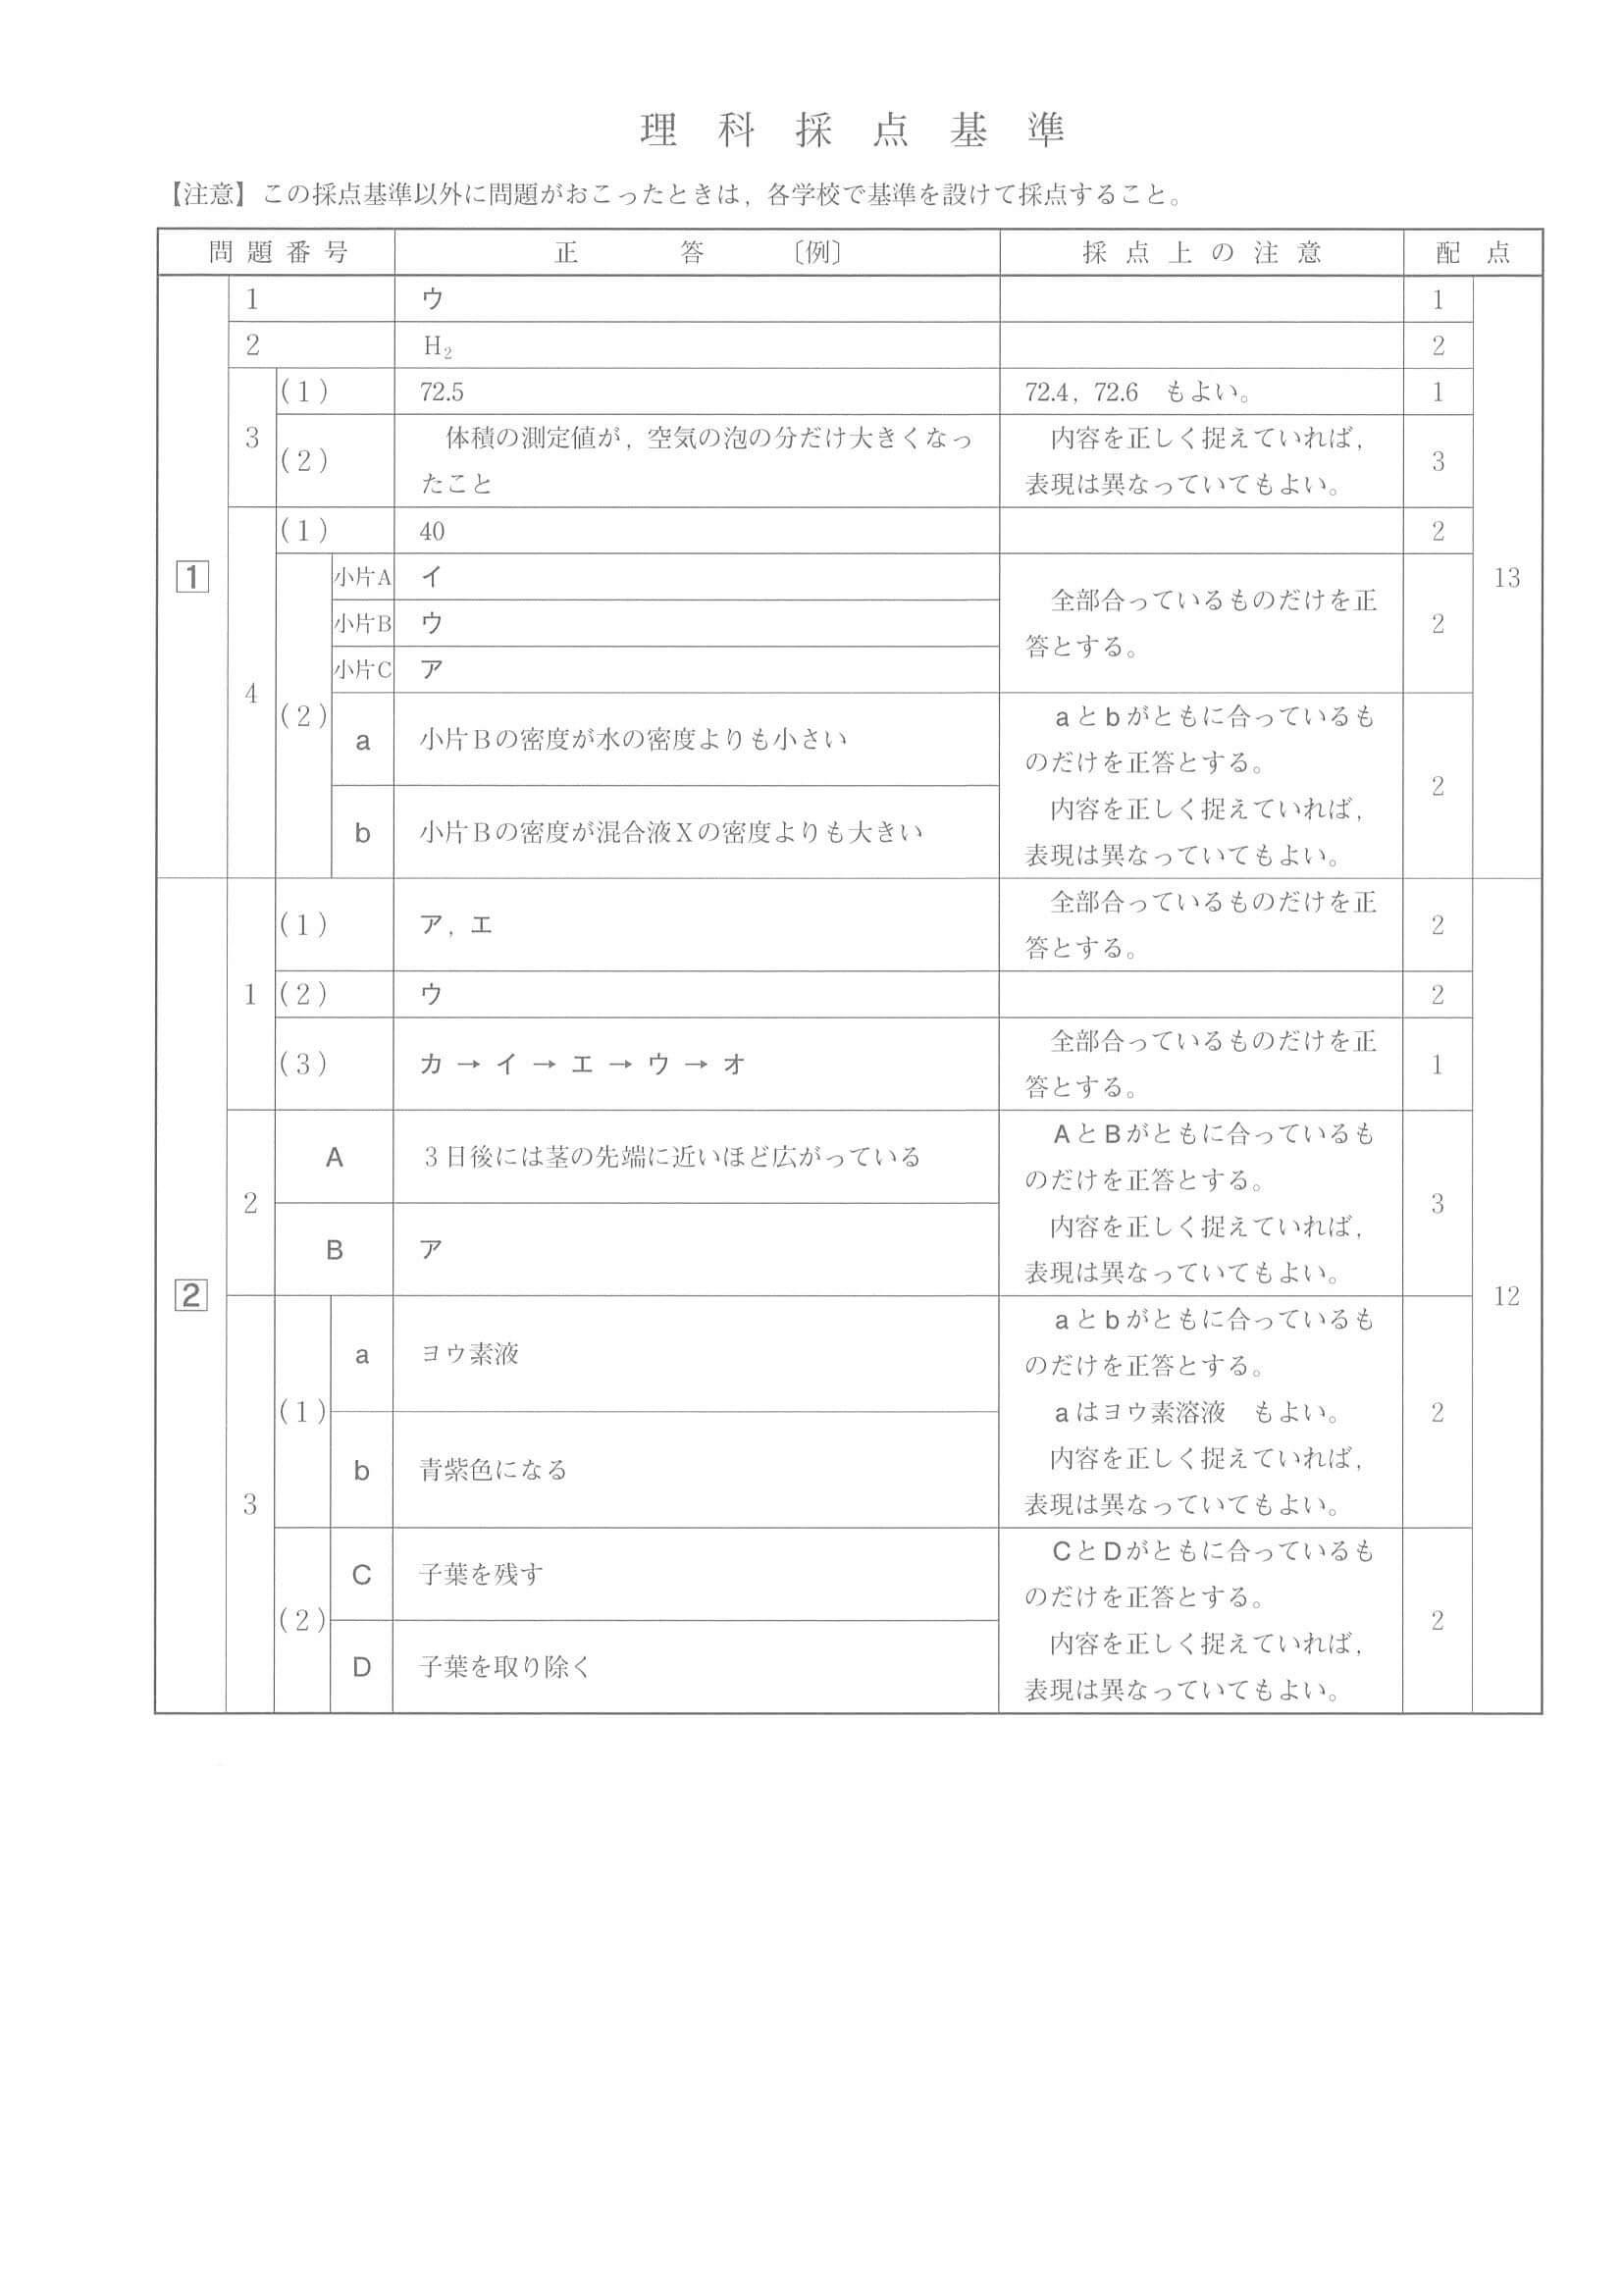 理科採点基準
【注意】この採点基準以外に問題がおこったときは，各学校で基準を設けて採点すること。
問題番号 正答〔例〕 採点上の注意 配点
1
1 ウ 1
2 H₂ 2
3 (1) 72.5 72.4，72.6 もよい。 1
(2) 体積の測定値が，空気の泡の分だけ大きくなっ
たこと
内容を正しく捉えていれば，
表現は異なっていてもよい。
3
4 (1) 40 2
(2)
小片A イ
小片B ウ
小片C ア
全部合っているものだけを正
答とする。
2
a 小片Bの密度が水の密度よりも小さい
b 小片Bの密度が混合液Xの密度よりも大きい
aとbがともに合っているも
のだけを正答とする。
内容を正しく捉えていれば，
表現は異なっていてもよい。
2
13
2
1 (1) ア，エ
全部合っているものだけを正
答とする。
2
(2) ウ 2
(3) カ → イ → エ → ウ → オ
全部合っているものだけを正
答とする。
1
2
A 3日後には茎の先端に近いほど広がっている
B ア
AとBがともに合っているも
のだけを正答とする。
内容を正しく捉えていれば，
表現は異なっていてもよい。
3
3
(1)
a ヨウ素液
b 青紫色になる
aとbがともに合っているも
のだけを正答とする。
aはヨウ素溶液 もよい。
内容を正しく捉えていれば，
表現は異なっていてもよい。
2
(2)
C 子葉を残す
D 子葉を取り除く
CとDがともに合っているも
のだけを正答とする。
内容を正しく捉えていれば，
表現は異なっていてもよい。
2
12